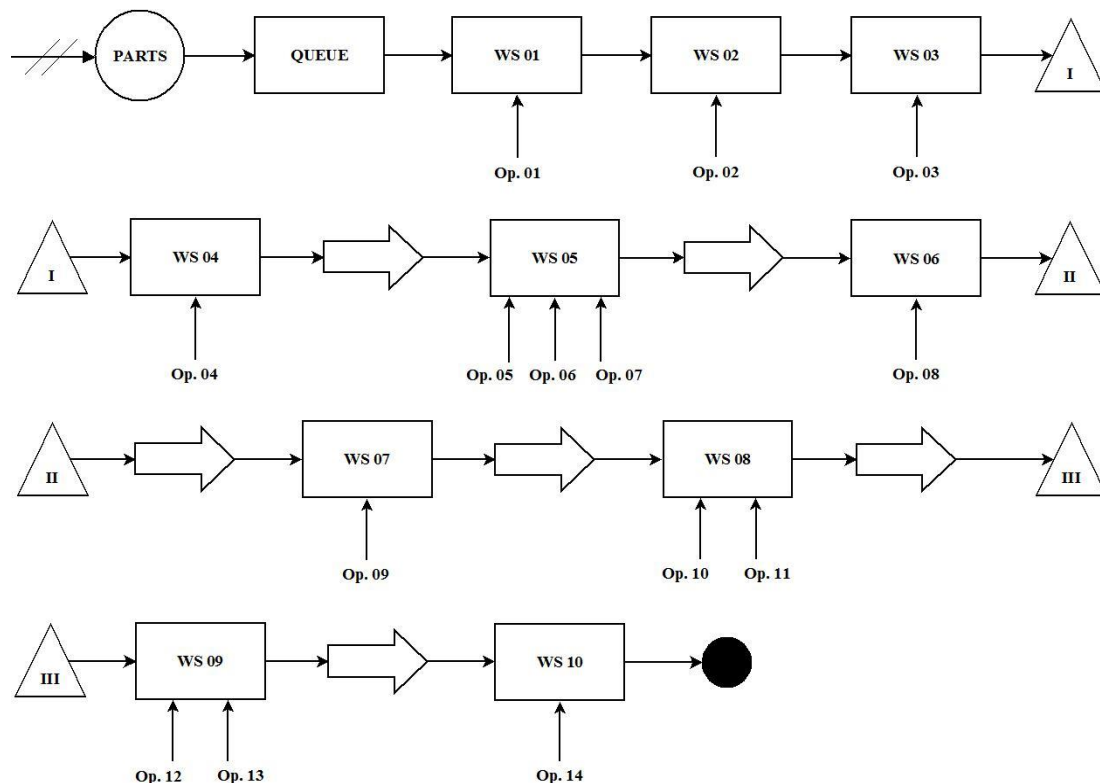 PARTS
QUEUE
WS 01
WS 02
WS 03
I
Op. 01
Op. 02
Op. 03
I
WS 04
WS 05
WS 06
II
Op. 04
Op. 05
Op. 06
Op. 07
Op. 08
II
WS 07
WS 08
III
Op. 09
Op. 10
Op. 11
III
WS 09
WS 10
Op. 12
Op. 13
Op. 14